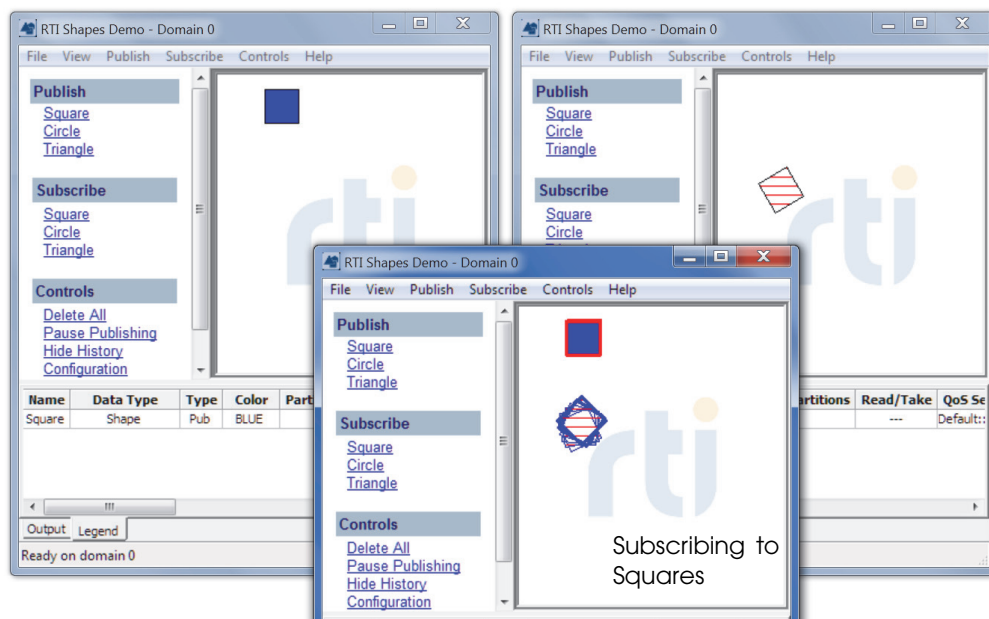 RTI Shapes Demo - Domain 0
File View Publish Subscribe Controls Help
Publish
Square
Circle
Triangle
Subscribe
Square
Circle
Triangle
Controls
Delete All
Pause Publishing
Hide History
Configuration
rti
Name Data Type Type Color Part
Square Shape Pub BLUE
Output Legend
Ready on domain 0
RTI Shapes Demo - Domain 0
File View Publish Subscribe Controls Help
Publish
Square
Circle
Triangle
Subscribe
Square
Circle
rti
artitions Read/Take QoS Se
--- Default::
RTI Shapes Demo - Domain 0
File View Publish Subscribe Controls Help
Publish
Square
Circle
Triangle
Subscribe
Square
Circle
Triangle
Controls
Delete All
Pause Publishing
Hide History
Configuration
rti
Subscribing to
Squares